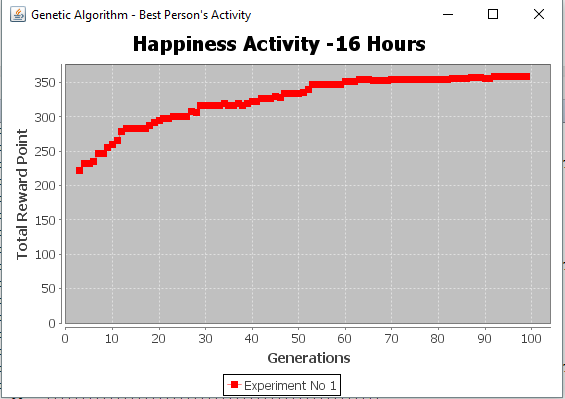 Genetic Algorithm - Best Person's Activity
Happiness Activity -16 Hours
Total Reward Point
350
300
250
200
150
100
50
0
0 10 20 30 40 50 60 70 80 90 100
Generations
Experiment No 1